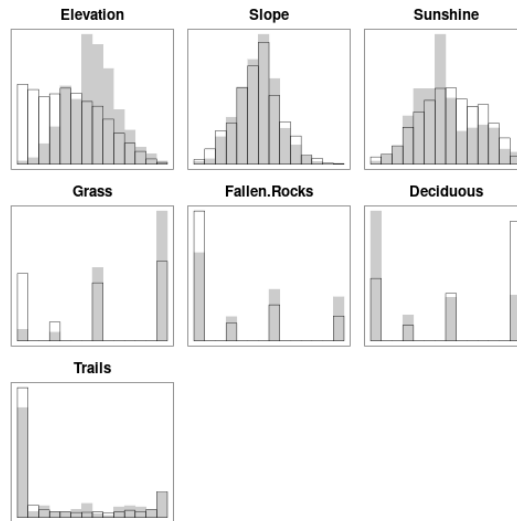 Elevation
Slope
Sunshine
Grass
Fallen.Rocks
Deciduous
Trails